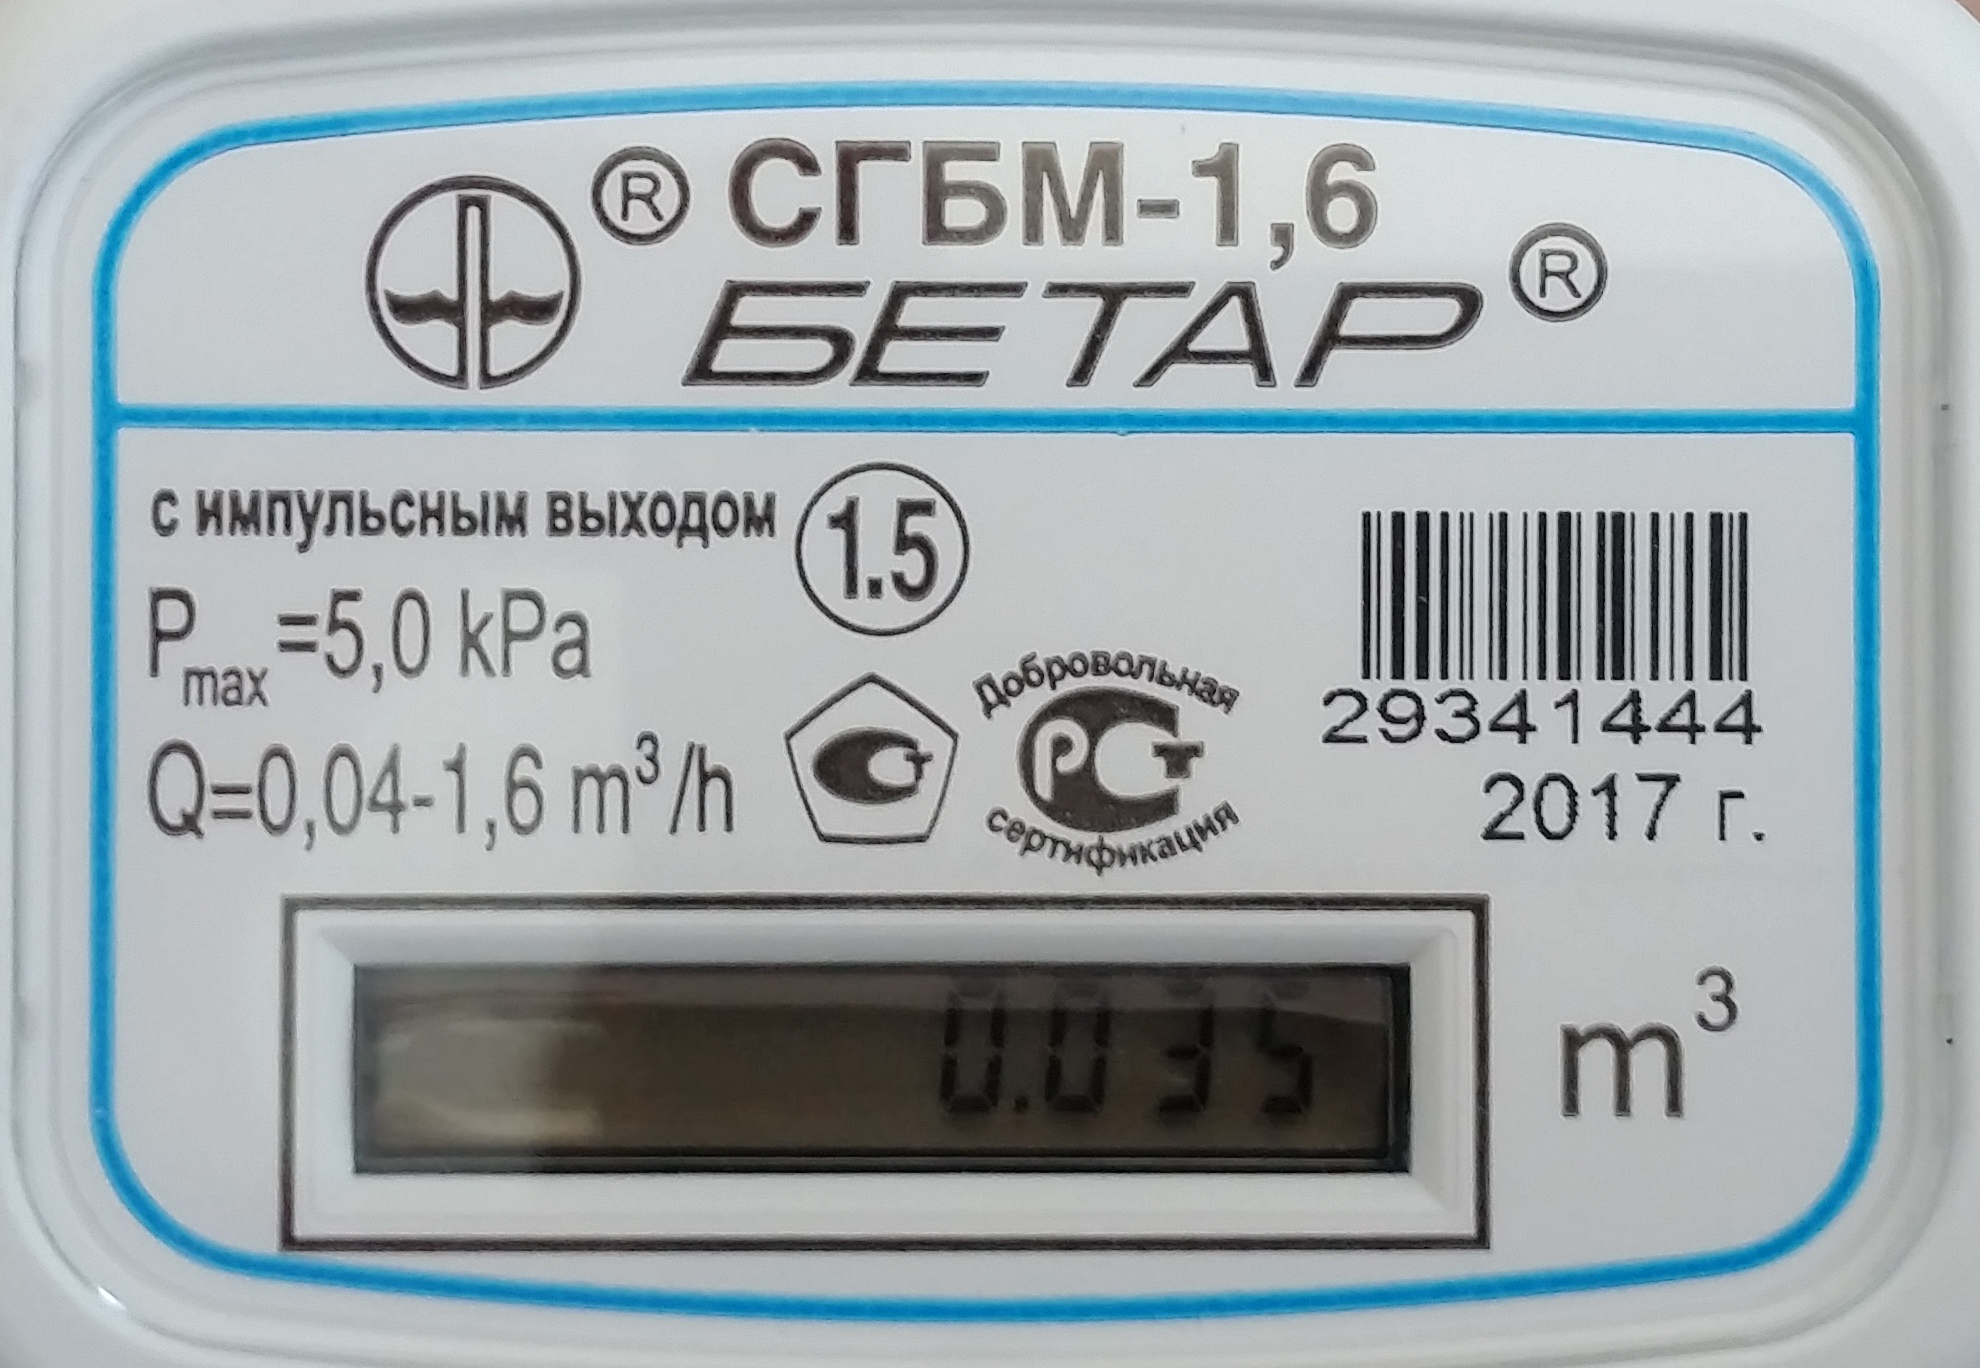 ® СГБМ-1,6
БЕТАР ®
с импульсным выходом 1.5
Pmax=5,0 kPa
Q=0,04-1,6 m³/h
Добровольная
РСТ
сертификация
29341444
2017 г.
0.035 m³